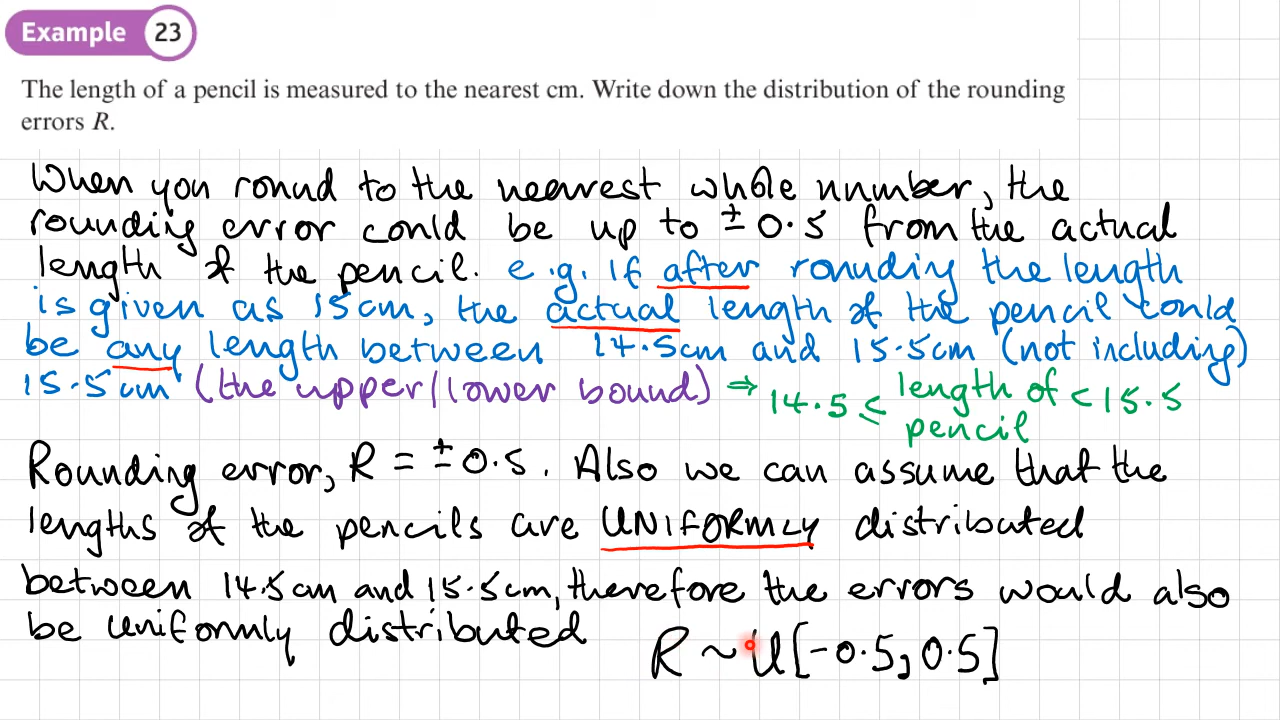 Example 23
The length of a pencil is measured to the nearest cm. Write down the distribution of the rounding
errors R.
When you round to the nearest whole number, the
rounding error could be up to ±0.5 from the actual
length of the pencil. e.g. if after rounding the length
is given as 15cm, the actual length of the pencil could
be any length between 14.5cm and 15.5cm (not including)
15.5cm (the upper/lower bound) ⇒ 14.5 ≤ length of pencil < 15.5
Rounding error, R = ±0.5. Also we can assume that the
lengths of the pencils are UNIFORMLY distributed
between 14.5cm and 15.5cm, therefore the errors would also
be uniformly distributed R ~ U[-0.5, 0.5]